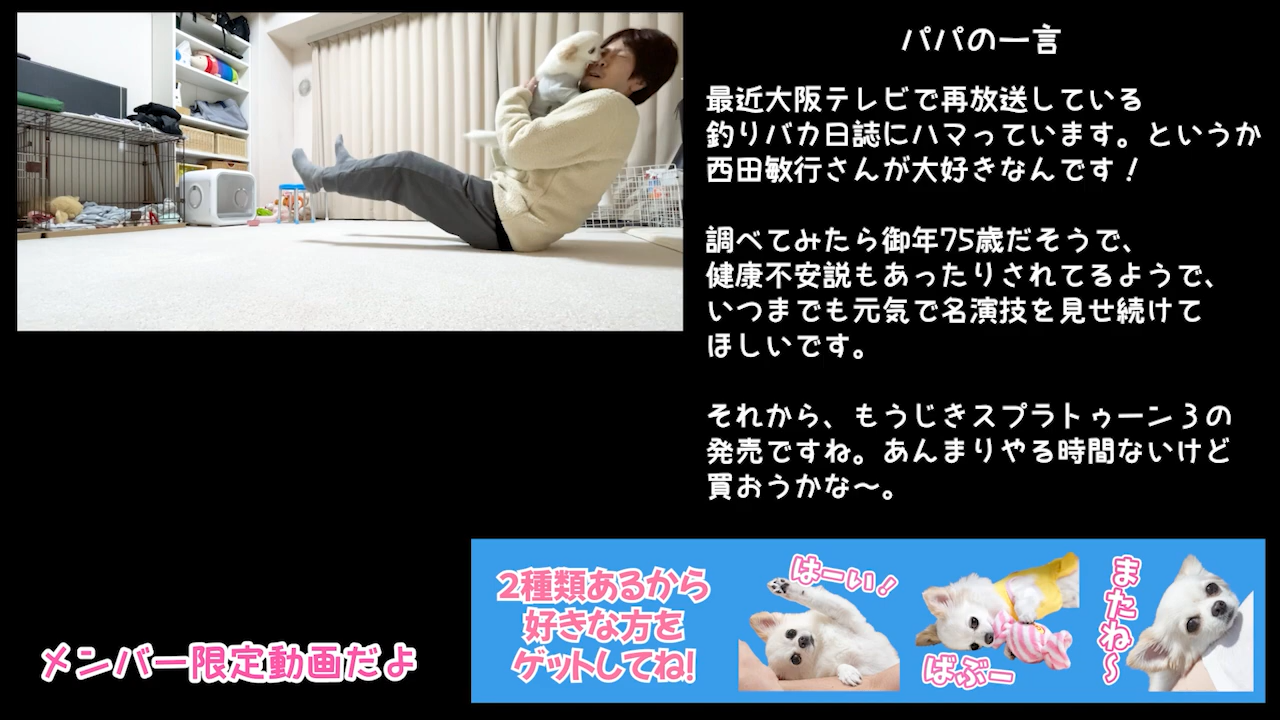 パパの一言
最近大阪テレビで再放送している
釣りバカ日誌にハマっています。というか
西田敏行さんが大好きなんです！
調べてみたら御年75歳だそうで、
健康不安説もあったりされてるようで、
いつまでも元気で名演技を見せ続けて
ほしいです。
それから、もうじきスプラトゥーン３の
発売ですね。あんまりやる時間ないけど
買おうかな〜。
メンバー限定動画だよ
2種類あるから
好きな方を
ゲットしてね!
はーい！
ばぶー
またね〜